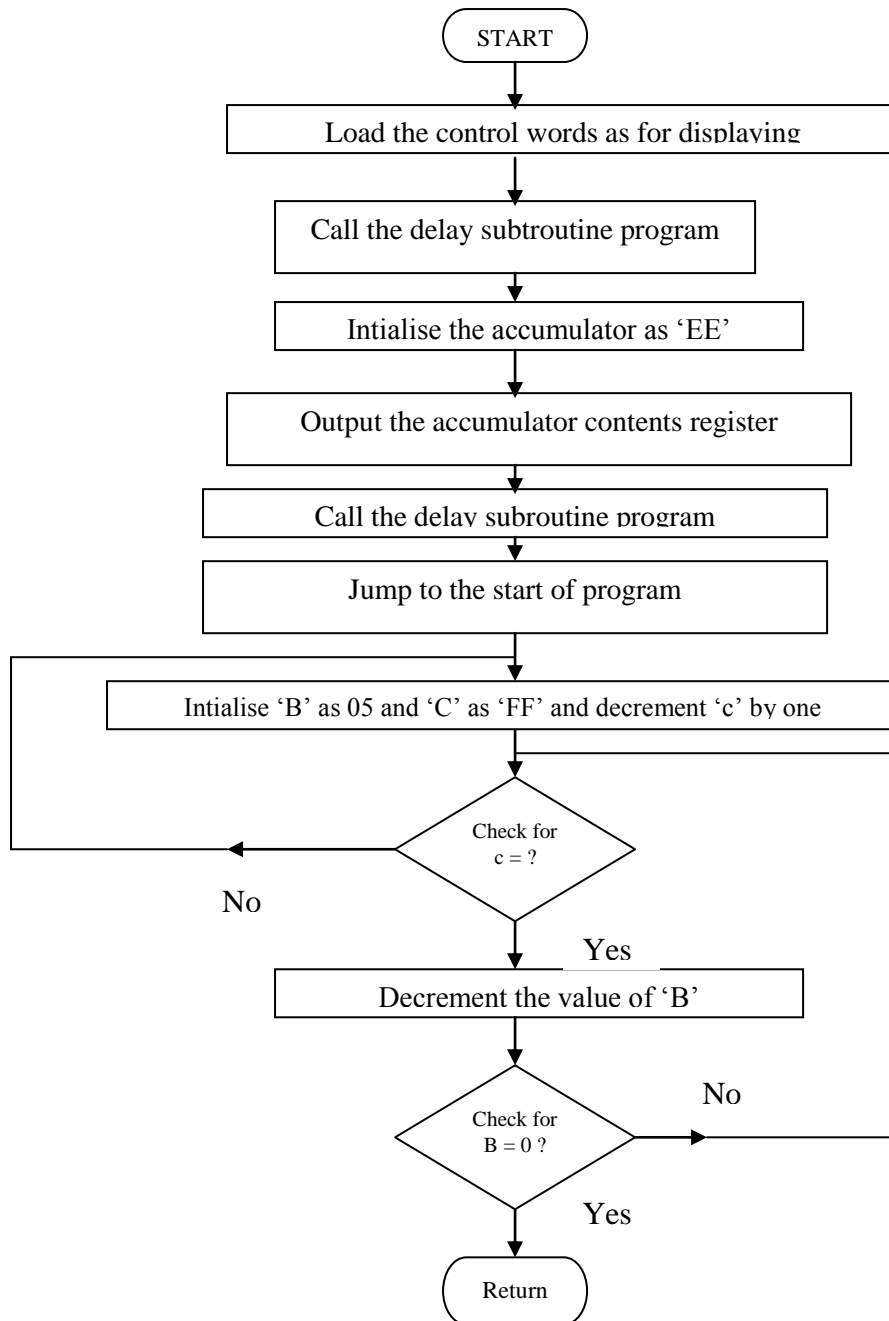 START
Load the control words as for displaying
Call the delay subtroutine program
Intialise the accumulator as ‘EE’
Output the accumulator contents register
Call the delay subroutine program
Jump to the start of program
Intialise ‘B’ as 05 and ‘C’ as ‘FF’ and decrement ‘c’ by one
Check for
c = ?
No
Yes
Decrement the value of ‘B’
Check for
B = 0 ?
No
Yes
Return